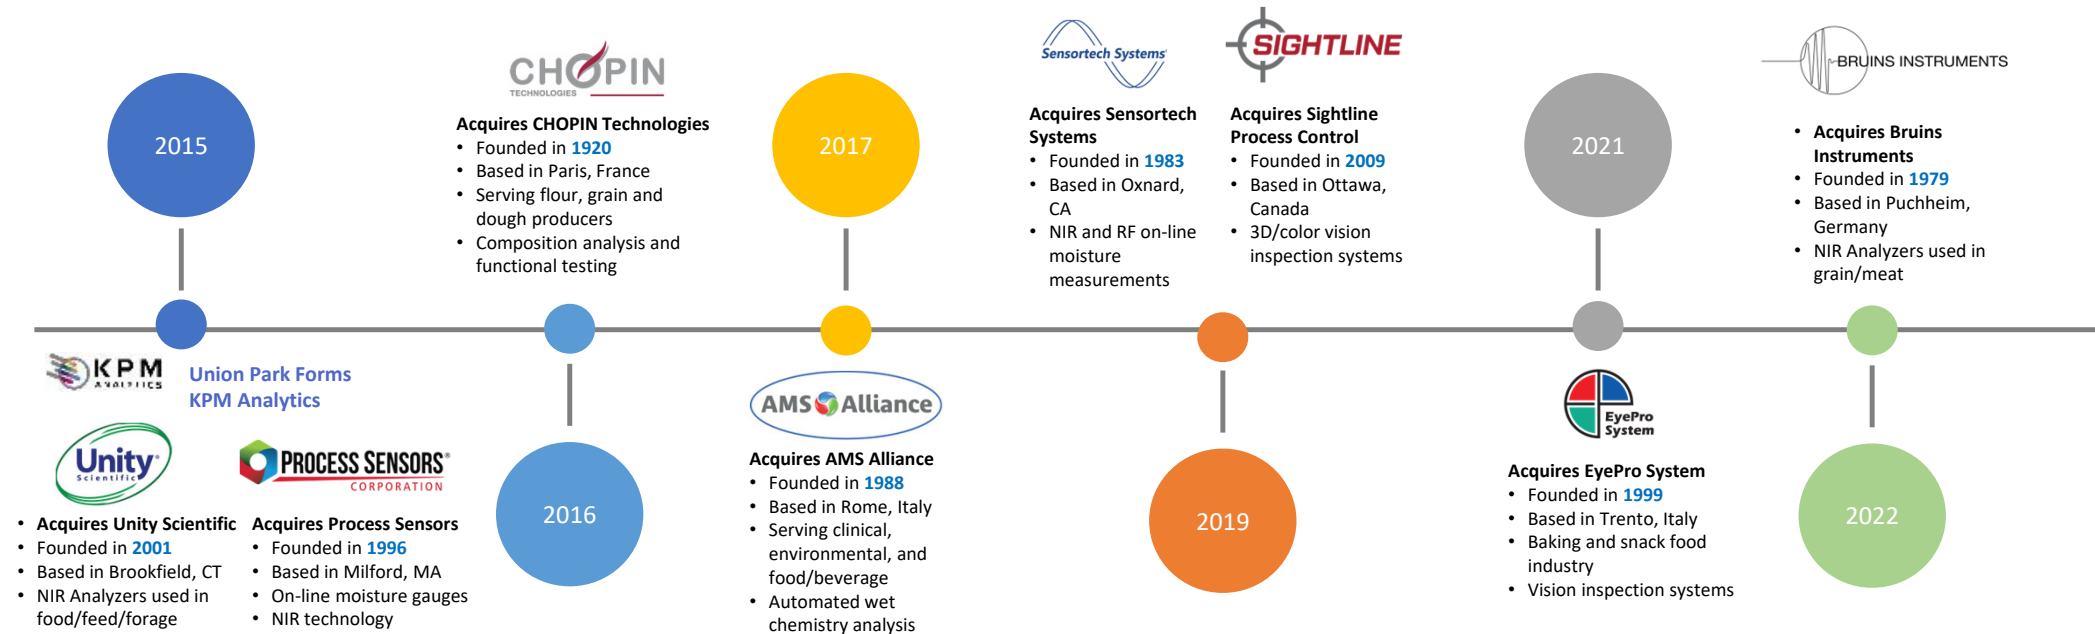 2015
KPM
ANALYTICS
Union Park Forms
KPM Analytics
Unity
Scientific
• Acquires Unity Scientific
• Founded in 2001
• Based in Brookfield, CT
• NIR Analyzers used in
food/feed/forage
PROCESS SENSORS®
CORPORATION
Acquires Process Sensors
• Founded in 1996
• Based in Milford, MA
• On-line moisture gauges
• NIR technology
CHOPIN
TECHNOLOGIES
Acquires CHOPIN Technologies
• Founded in 1920
• Based in Paris, France
• Serving flour, grain and
dough producers
• Composition analysis and
functional testing
2016
2017
AMS Alliance
Acquires AMS Alliance
• Founded in 1988
• Based in Rome, Italy
• Serving clinical,
environmental, and
food/beverage
• Automated wet
chemistry analysis
Sensortech Systems
Acquires Sensortech
Systems
• Founded in 1983
• Based in Oxnard,
CA
• NIR and RF on-line
moisture
measurements
SIGHTLINE
Acquires Sightline
Process Control
• Founded in 2009
• Based in Ottawa,
Canada
• 3D/color vision
inspection systems
2019
2021
EyePro
System
Acquires EyePro System
• Founded in 1999
• Based in Trento, Italy
• Baking and snack food
industry
• Vision inspection systems
BRUINS INSTRUMENTS
• Acquires Bruins
Instruments
• Founded in 1979
• Based in Puchheim,
Germany
• NIR Analyzers used in
grain/meat
2022